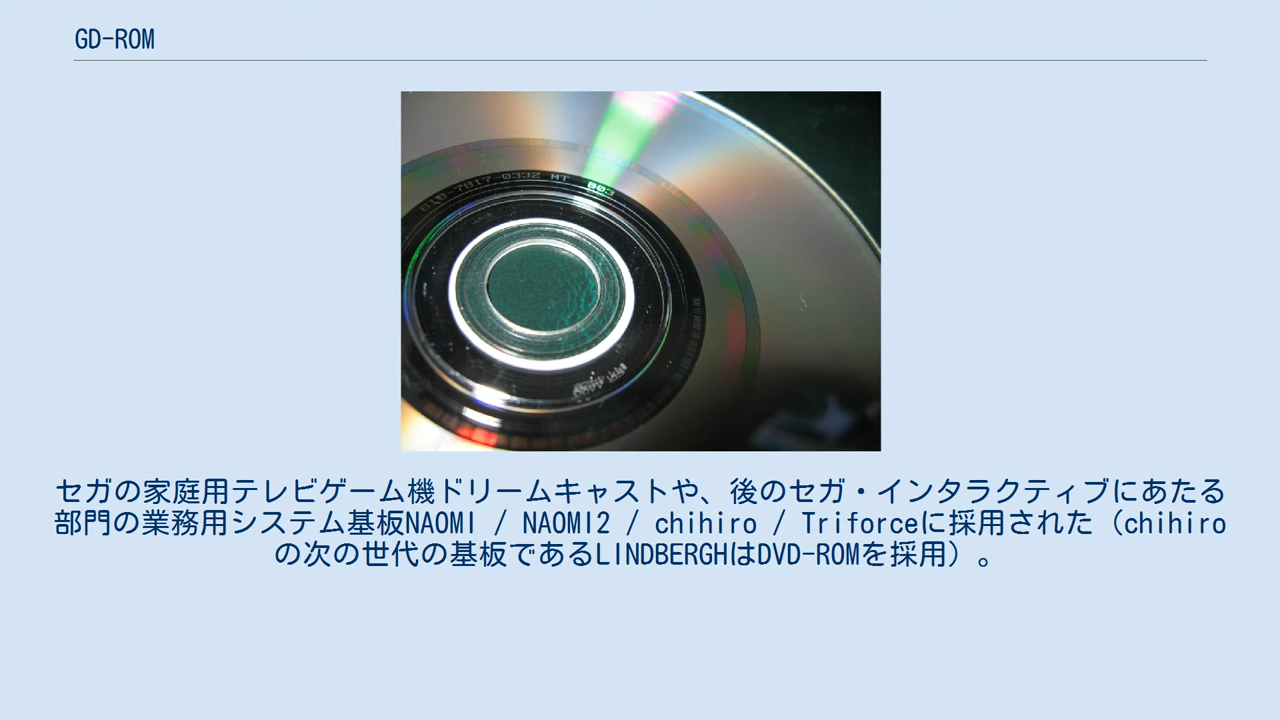 GD-ROM
610-7817-0332 MT B03
セガの家庭用テレビゲーム機ドリームキャストや、後のセガ・インタラクティブにあたる
部門の業務用システム基板NAOMI / NAOMI2 / chihiro / Triforceに採用された（chihiro
の次の世代の基板であるLINDBERGHはDVD-ROMを採用）。